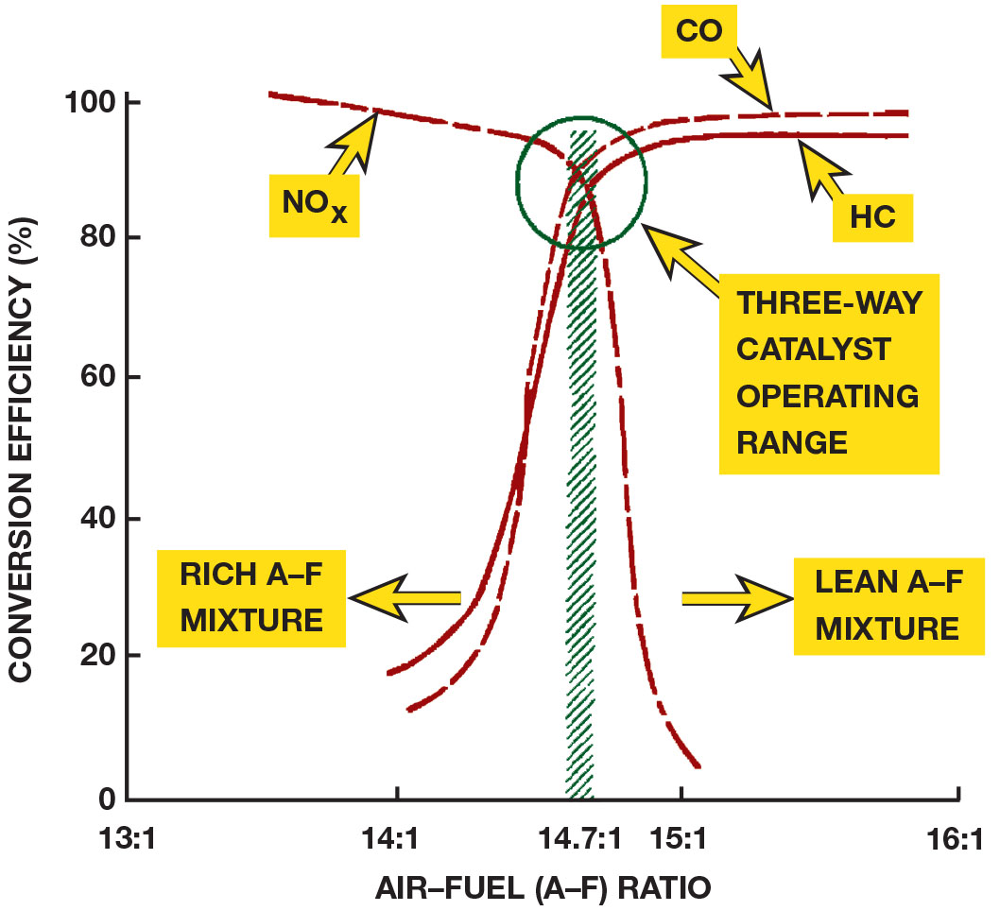 CO
100
NOx
HC
80
THREE-WAY
CATALYST
OPERATING
RANGE
60
40
RICH A–F
MIXTURE
LEAN A–F
MIXTURE
20
0
13:1 14:1 14.7:1 15:1 16:1
CONVERSION EFFICIENCY (%)
AIR–FUEL (A–F) RATIO